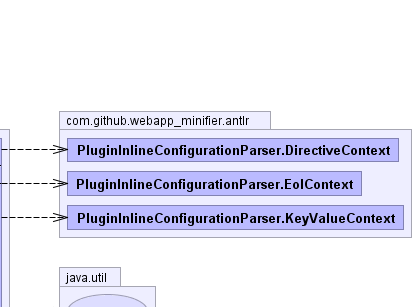 com.github.webapp_minifier.antlr
PluginInlineConfigurationParser.DirectiveContext
PluginInlineConfigurationParser.EolContext
PluginInlineConfigurationParser.KeyValueContext
java.util